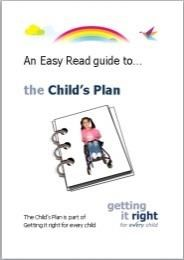 An Easy Read guide to...
the Child's Plan
getting
it right
for every child
The Child's Plan is part of
Getting it right for every child